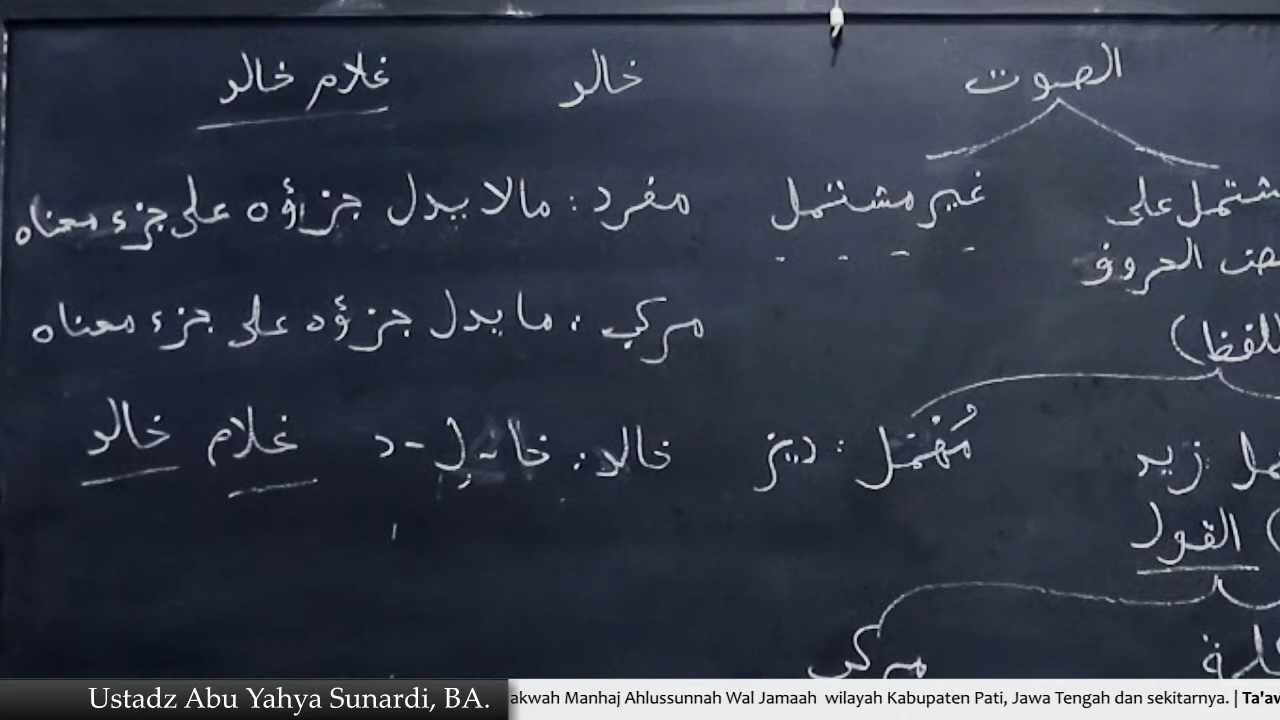 الصوت خالد غلام خالد
مشتمل على غير مشتمل
مفرد : ما لا يدل جزؤه على جزء معناه
بعض الحروف
مركب : ما يدل جزؤه على جزء معناه
(اللفظ)
زيد مُهْمَل : ديز
خالد : خا - لِ - د غلام خالد
القول
مركب
Ustadz Abu Yahya Sunardi, BA.
akwah Manhaj Ahlussunnah Wal Jamaah wilayah Kabupaten Pati, Jawa Tengah dan sekitarnya. | Ta'aw